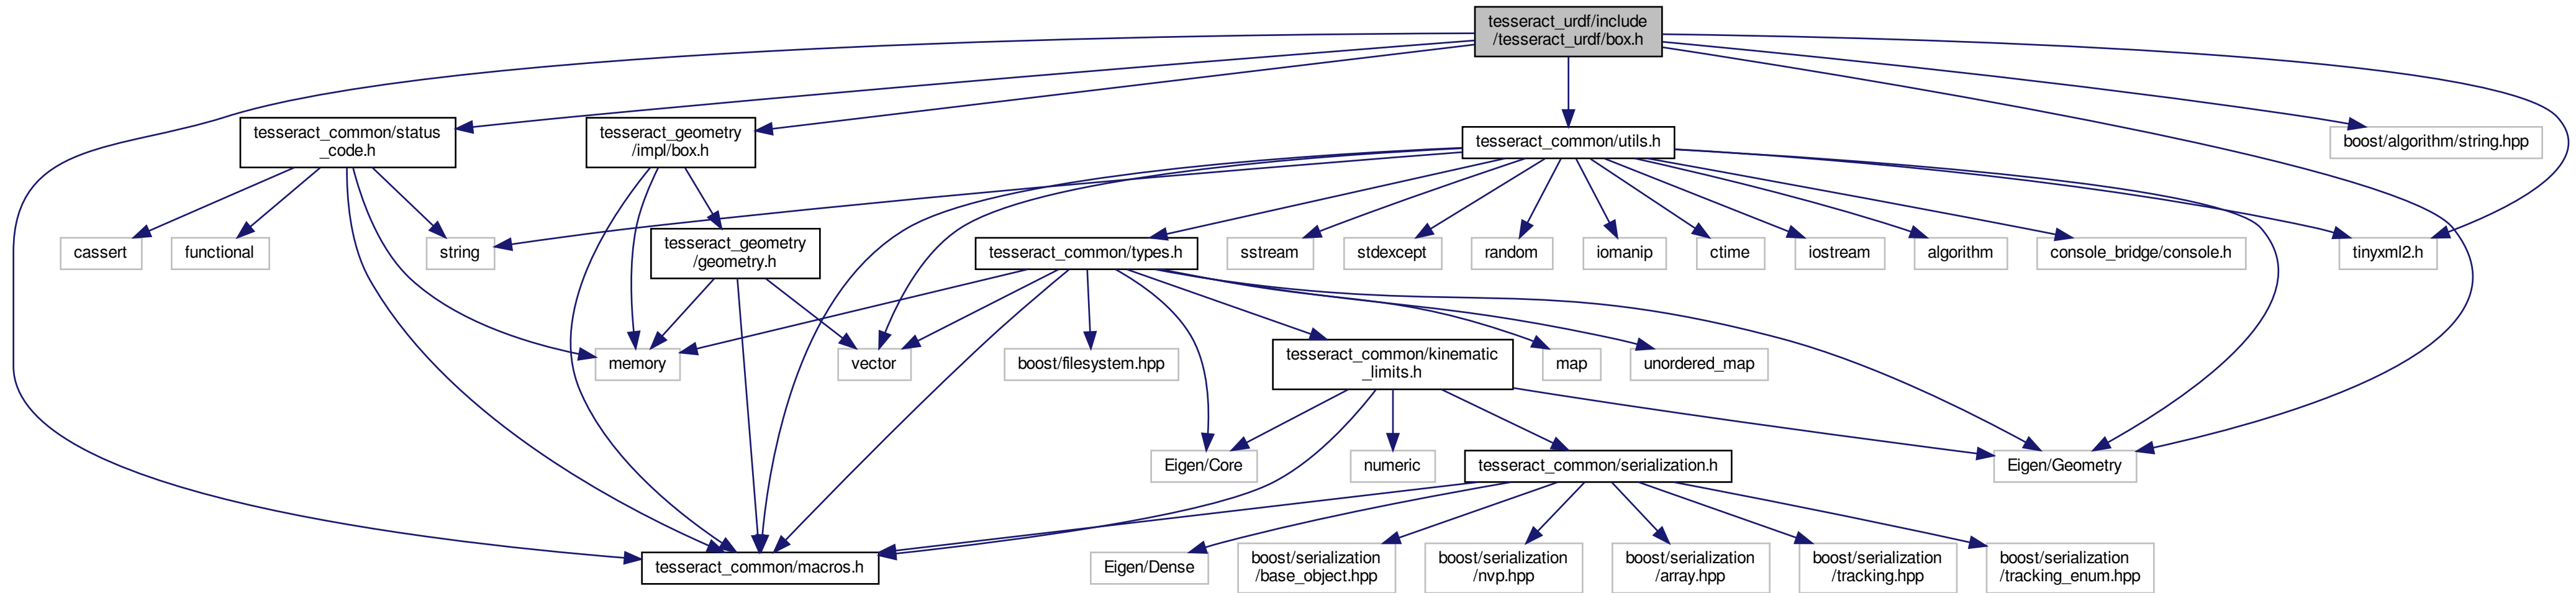 tesseract_urdf/include
/tesseract_urdf/box.h
tesseract_common/status
_code.h
tesseract_geometry
/impl/box.h
tesseract_common/utils.h
boost/algorithm/string.hpp
cassert
functional
string
tesseract_geometry
/geometry.h
tesseract_common/types.h
sstream
stdexcept
random
iomanip
ctime
iostream
algorithm
console_bridge/console.h
tinyxml2.h
memory
vector
boost/filesystem.hpp
tesseract_common/kinematic
_limits.h
map
unordered_map
Eigen/Core
numeric
tesseract_common/serialization.h
Eigen/Geometry
tesseract_common/macros.h
Eigen/Dense
boost/serialization
/base_object.hpp
boost/serialization
/nvp.hpp
boost/serialization
/array.hpp
boost/serialization
/tracking.hpp
boost/serialization
/tracking_enum.hpp